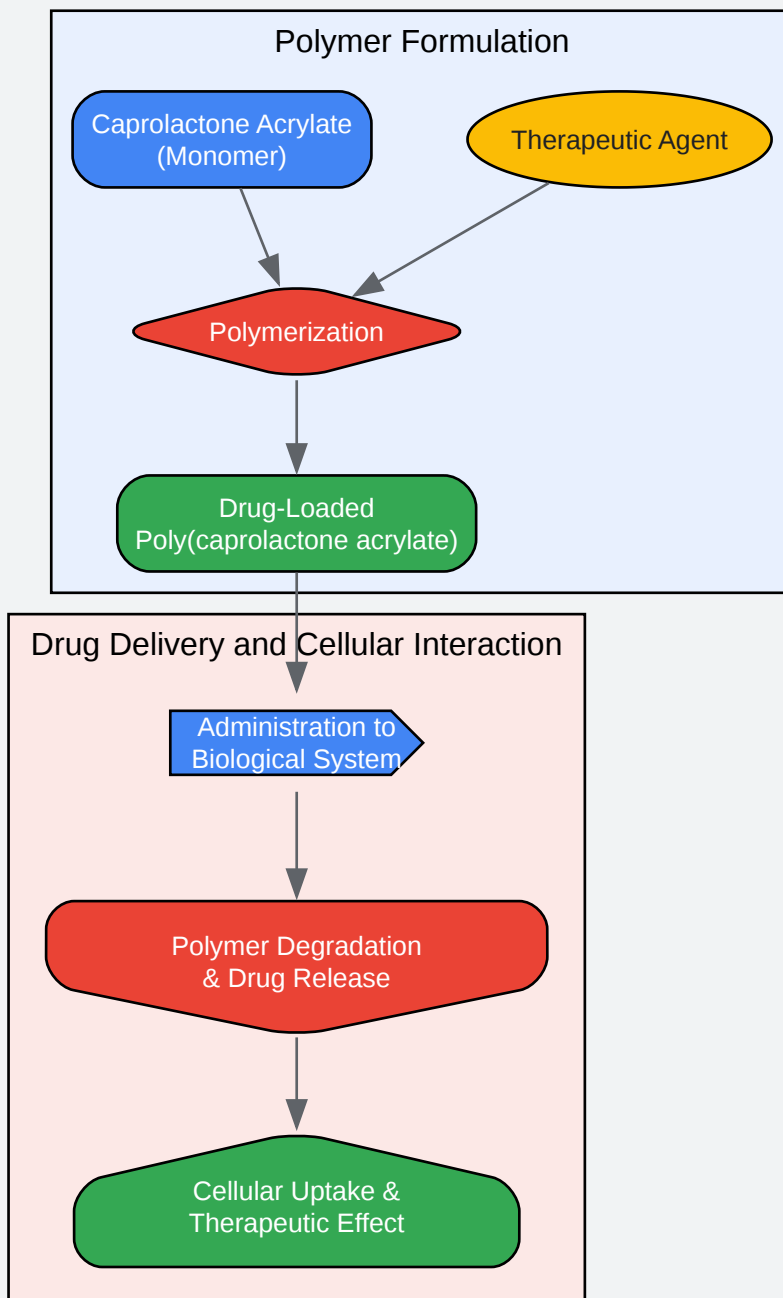 Polymer Formulation
Caprolactone Acrylate
(Monomer)
Therapeutic Agent
Polymerization
Drug-Loaded
Poly(caprolactone acrylate)
Drug Delivery and Cellular Interaction
Administration to
Biological System
Polymer Degradation
& Drug Release
Cellular Uptake &
Therapeutic Effect